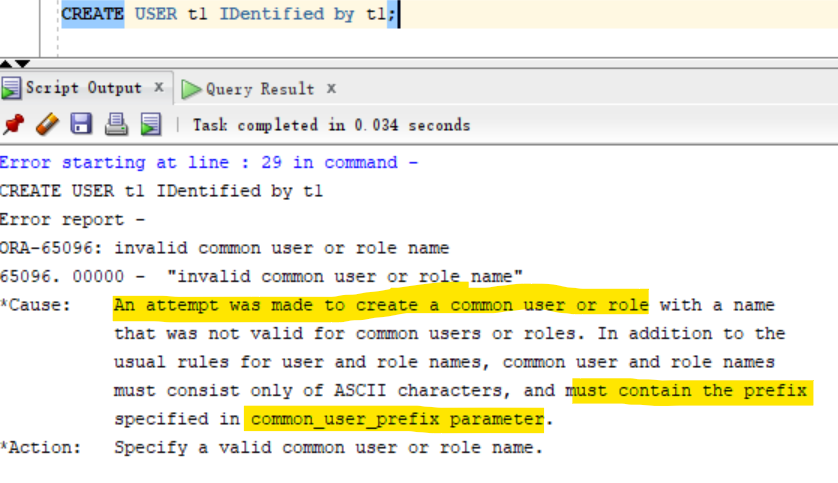 CREATE USER t1 IDentified by t1;
Script Output x Query Result x
Task completed in 0.034 seconds
Error starting at line : 29 in command -
CREATE USER t1 IDentified by t1
Error report -
ORA-65096: invalid common user or role name
65096. 00000 - "invalid common user or role name"
*Cause: An attempt was made to create a common user or role with a name
that was not valid for common users or roles. In addition to the
usual rules for user and role names, common user and role names
must consist only of ASCII characters, and must contain the prefix
specified in common_user_prefix parameter.
*Action: Specify a valid common user or role name.